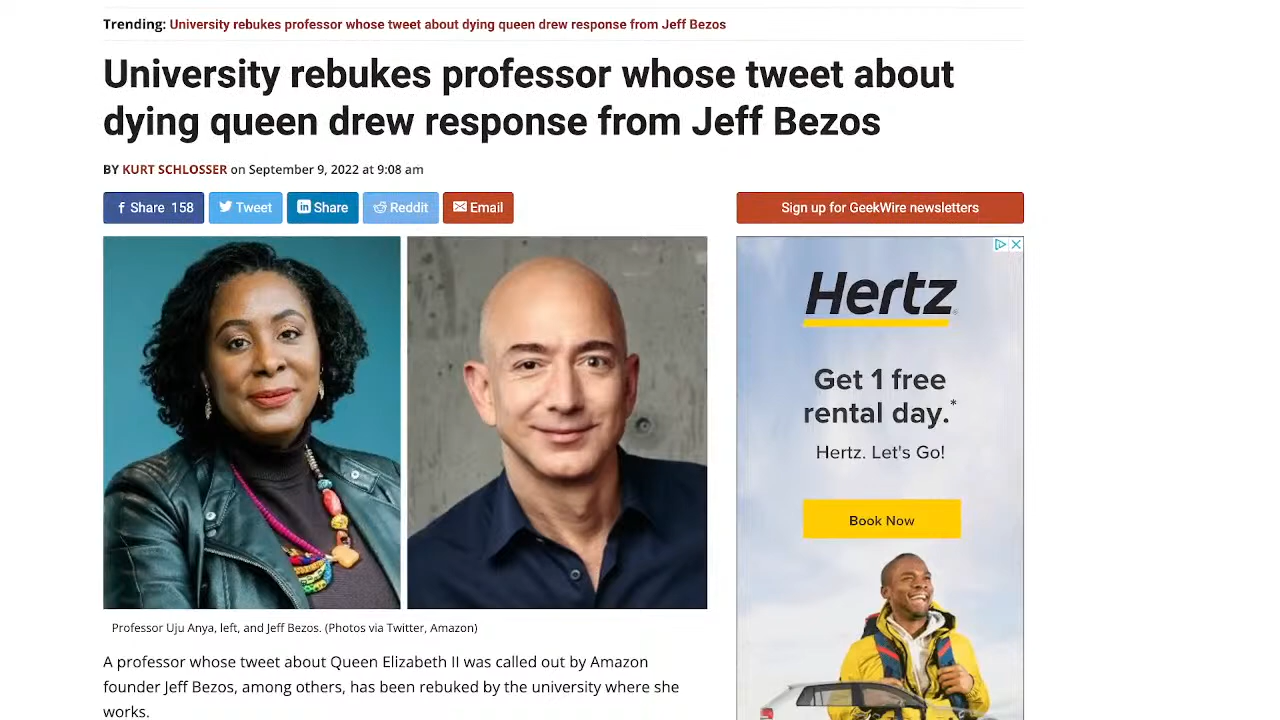 Trending: University rebukes professor whose tweet about dying queen drew response from Jeff Bezos
University rebukes professor whose tweet about
dying queen drew response from Jeff Bezos
BY KURT SCHLOSSER on September 9, 2022 at 9:08 am
Share 158
Tweet
Share
Reddit
Email
Sign up for GeekWire newsletters
Hertz
Get 1 free
rental day.*
Hertz. Let's Go!
Book Now
Professor Uju Anya, left, and Jeff Bezos. (Photos via Twitter, Amazon)
A professor whose tweet about Queen Elizabeth II was called out by Amazon
founder Jeff Bezos, among others, has been rebuked by the university where she
works.